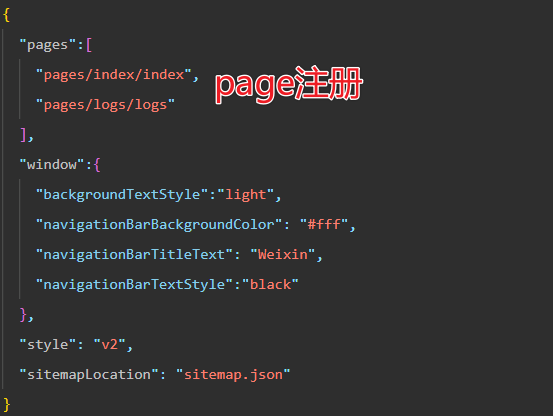 {
"pages":[
"pages/index/index",
page注册
"pages/logs/logs"
],
"window":{
"backgroundTextStyle":"light",
"navigationBarBackgroundColor": "#fff",
"navigationBarTitleText": "Weixin",
"navigationBarTextStyle":"black"
},
"style": "v2",
"sitemapLocation": "sitemap.json"
}